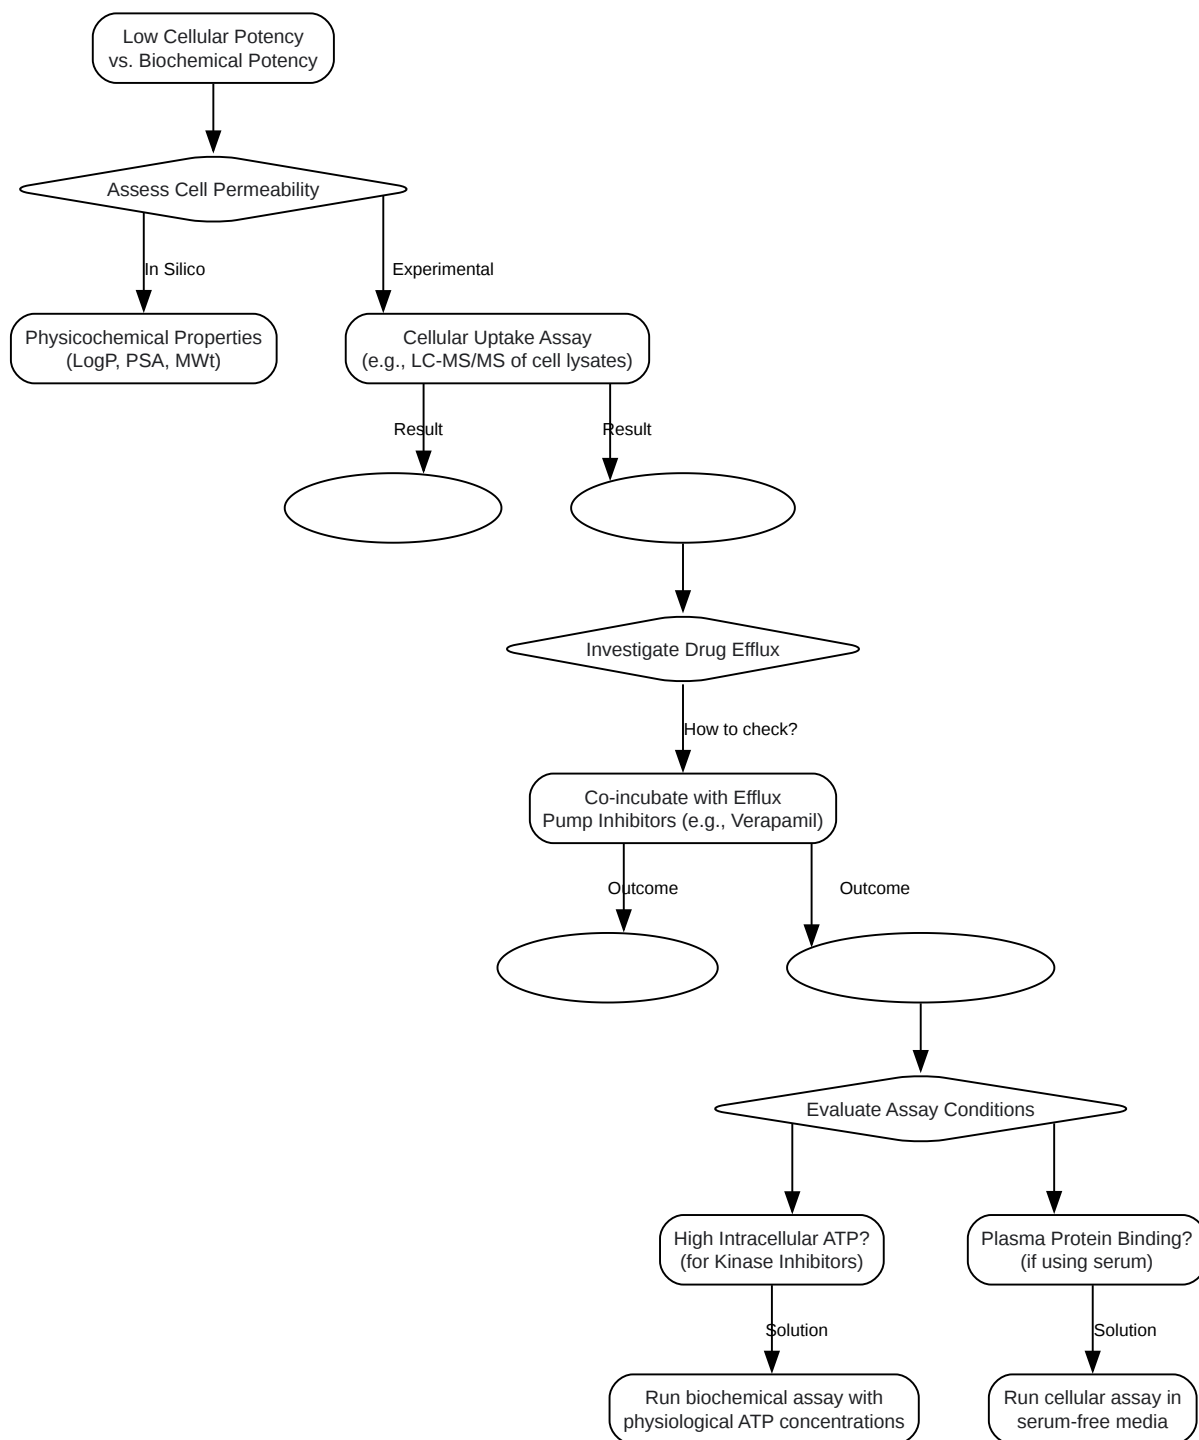 Low Cellular Potency
vs. Biochemical Potency
Assess Cell Permeability
In Silico
Experimental
Physicochemical Properties
(LogP, PSA, MWt)
Cellular Uptake Assay
(e.g., LC-MS/MS of cell lysates)
Result
Result
Investigate Drug Efflux
How to check?
Co-incubate with Efflux
Pump Inhibitors (e.g., Verapamil)
Outcome
Outcome
Evaluate Assay Conditions
High Intracellular ATP?
(for Kinase Inhibitors)
Plasma Protein Binding?
(if using serum)
Solution
Solution
Run biochemical assay with
physiological ATP concentrations
Run cellular assay in
serum-free media